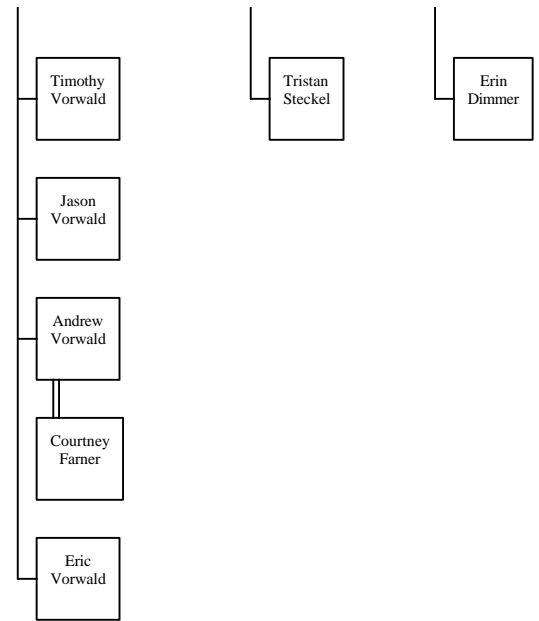 Timothy
Vorwald
Tristan
Steckel
Erin
Dimmer
Jason
Vorwald
Andrew
Vorwald
Courtney
Farner
Eric
Vorwald